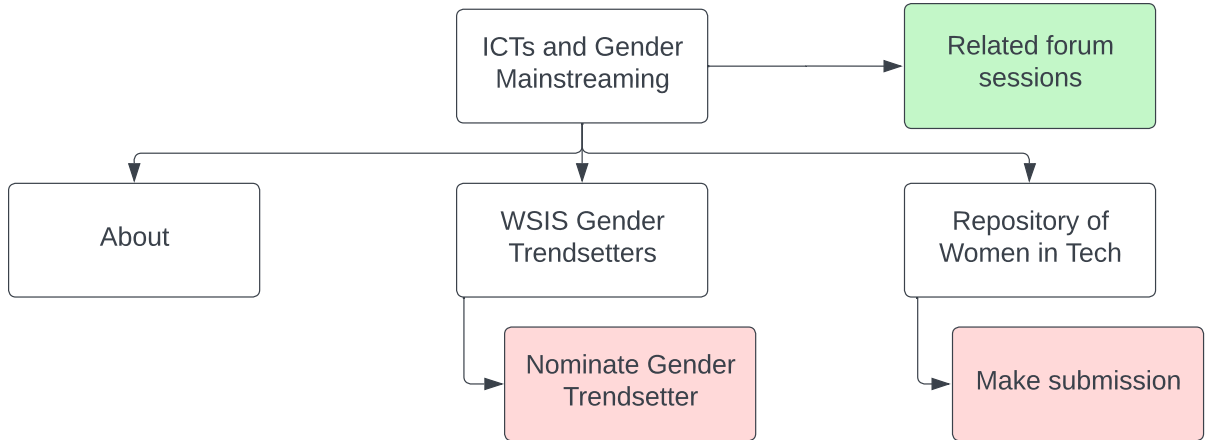 ICTs and Gender
Mainstreaming
Related forum
sessions
About
WSIS Gender
Trendsetters
Repository of
Women in Tech
Nominate Gender
Trendsetter
Make submission